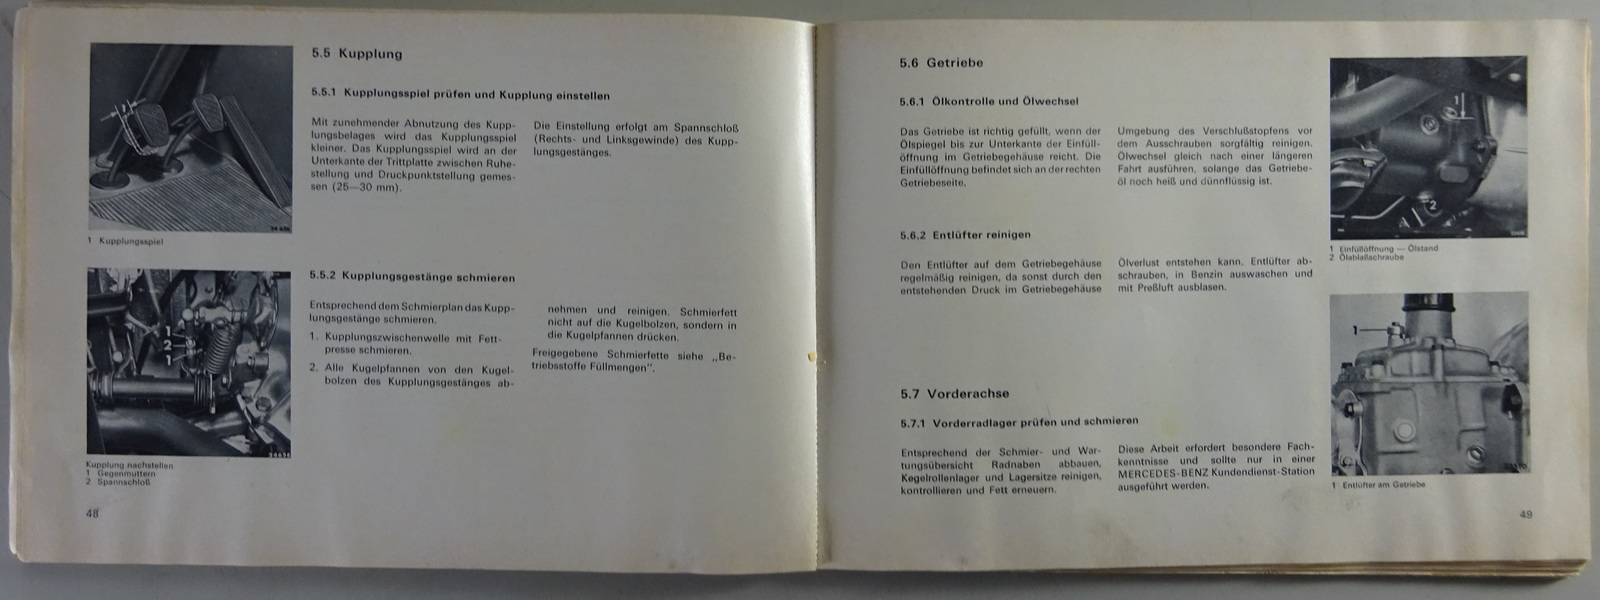 5.5 Kupplung
5.5.1 Kupplungsspiel prüfen und Kupplung einstellen
Mit zunehmender Abnutzung des Kupp-
lungsbelages wird das Kupplungsspiel
kleiner. Das Kupplungsspiel wird an der
Unterkante der Trittplatte zwischen Ruhe-
stellung und Druckpunktstellung gemes-
sen (25—30 mm).
Die Einstellung erfolgt am Spannschloß
(Rechts- und Linksgewinde) des Kupp-
lungsgestänges.
1 Kupplungsspiel
5.5.2 Kupplungsgestänge schmieren
Entsprechend dem Schmierplan das Kupp-
lungsgestänge schmieren.
1. Kupplungszwischenwelle mit Fett-
presse schmieren.
2. Alle Kugelpfannen von den Kugel-
bolzen des Kupplungsgestänges ab-
nehmen und reinigen. Schmierfett
nicht auf die Kugelbolzen, sondern in
die Kugelpfannen drücken.
Freigegebene Schmierfette siehe „Be-
triebsstoffe Füllmengen".
1
2
1
Kupplung nachstellen
1 Gegenmuttern
2 Spannschloß
48
5.6 Getriebe
5.6.1 Ölkontrolle und Ölwechsel
Das Getriebe ist richtig gefüllt, wenn der
Ölspiegel bis zur Unterkante der Einfüll-
öffnung im Getriebegehäuse reicht. Die
Einfüllöffnung befindet sich an der rechten
Getriebeseite.
Umgebung des Verschlußstopfens vor
dem Ausschrauben sorgfältig reinigen.
Ölwechsel gleich nach einer längeren
Fahrt ausführen, solange das Getriebe-
öl noch heiß und dünnflüssig ist.
1
2
1 Einfüllöffnung — Ölstand
2 Ölablaßschraube
5.6.2 Entlüfter reinigen
Den Entlüfter auf dem Getriebegehäuse
regelmäßig reinigen, da sonst durch den
entstehenden Druck im Getriebegehäuse
Ölverlust entstehen kann. Entlüfter ab-
schrauben, in Benzin auswaschen und
mit Preßluft ausblasen.
1
1 Entlüfter am Getriebe
5.7 Vorderachse
5.7.1 Vorderradlager prüfen und schmieren
Entsprechend der Schmier- und War-
tungsübersicht Radnaben abbauen,
Kegelrollenlager und Lagersitze reinigen,
kontrollieren und Fett erneuern.
Diese Arbeit erfordert besondere Fach-
kenntnisse und sollte nur in einer
MERCEDES-BENZ Kundendienst-Station
ausgeführt werden.
49